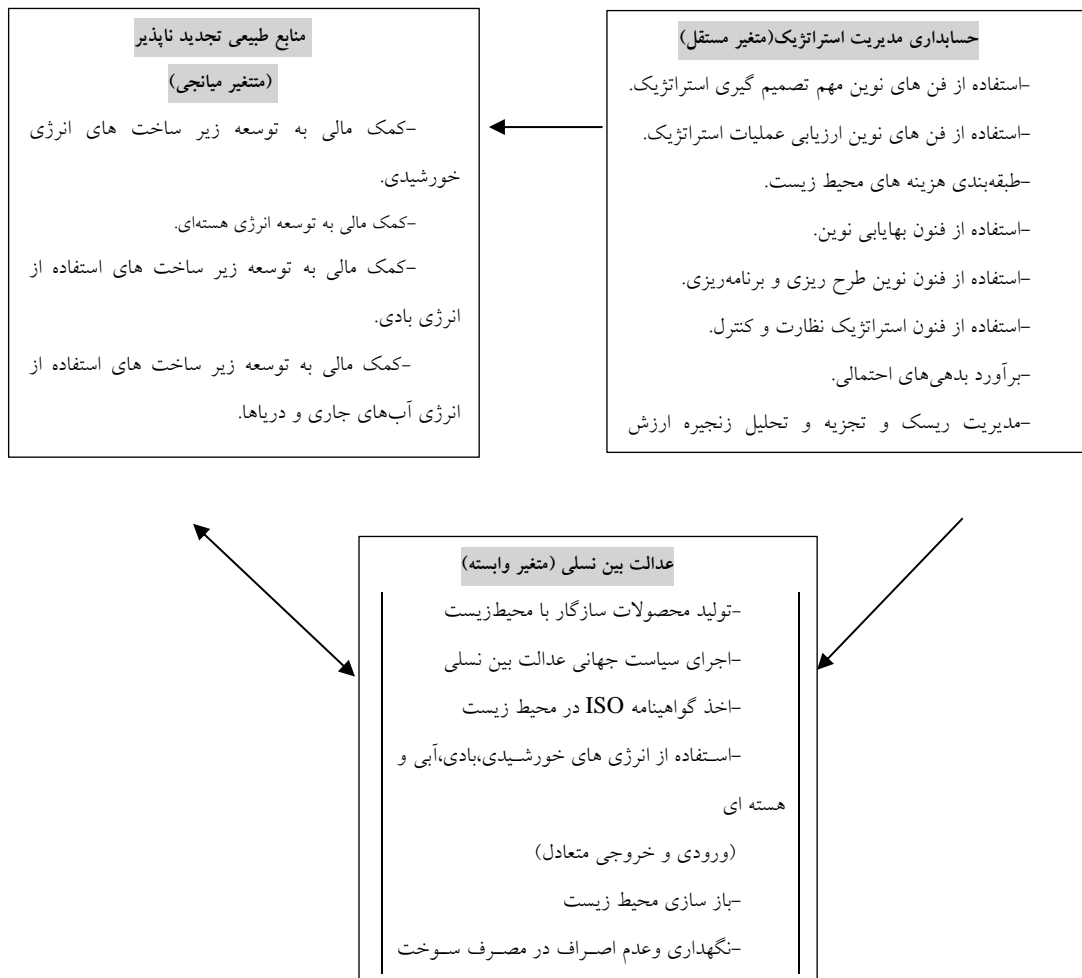 حسابداری مدیریت استراتژیک(متغیر مستقل)
-استفاده از فن های نوین مهم تصمیم گیری استراتژیک.
-استفاده از فن های نوین ارزیابی عملیات استراتژیک.
-طبقه‌بندی هزینه های محیط زیست.
-استفاده از فنون بهایابی نوین.
-استفاده از فنون نوین طرح ریزی و برنامه‌ریزی.
-استفاده از فنون استراتژیک نظارت و کنترل.
-برآورد بدهی‌های احتمالی.
-مدیریت ریسک و تجزیه و تحلیل زنجیره ارزش
منابع طبیعی تجدید ناپذیر
(متتغیر میانجی)
-کمک مالی به توسعه زیر ساخت های انرژی
خورشیدی.
-کمک مالی به توسعه انرژی هسته‌ای.
-کمک مالی به توسعه زیر ساخت های استفاده از
انرژی بادی.
-کمک مالی به توسعه زیر ساخت های استفاده از
انرژی آب‌های جاری و دریاها.
عدالت بین نسلی (متغیر وابسته)
-تولید محصولات سازگار با محیط‌زیست
-اجرای سیاست جهانی عدالت بین نسلی
-اخذ گواهینامه ISO در محیط زیست
-استفاده از انرژی های خورشیدی،بادی،آبی و
هسته ای
(ورودی و خروجی متعادل)
-باز سازی محیط زیست
-نگهداری وعدم اصراف در مصرف سوخت